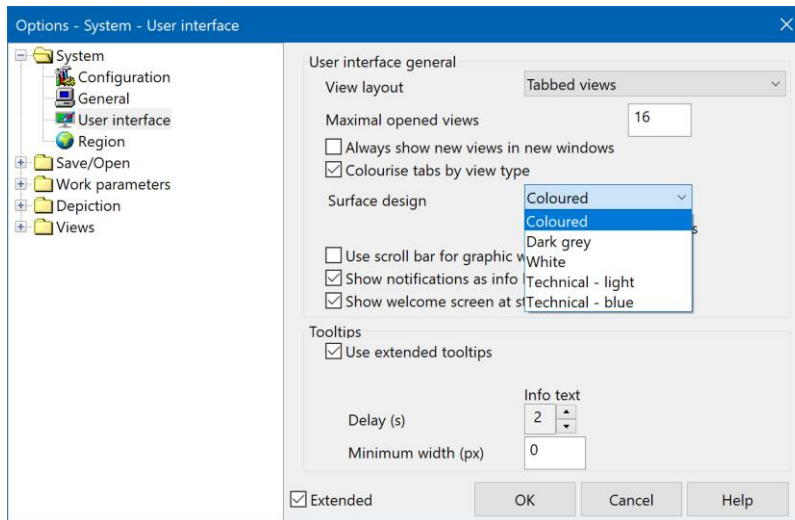 Options - System - User interface
System
Configuration
General
User interface
Region
Save/Open
Work parameters
Depiction
Views
User interface general
View layout Tabbed views
Maximal opened views 16
Always show new views in new windows
Colourise tabs by view type
Surface design Coloured
Coloured
Dark grey
Use scroll bar for graphic
White
Show notifications as info
Technical - light
Show welcome screen at
Technical - blue
Tooltips
Use extended tooltips
Info text
Delay (s) 2
Minimum width (px) 0
Extended OK Cancel Help